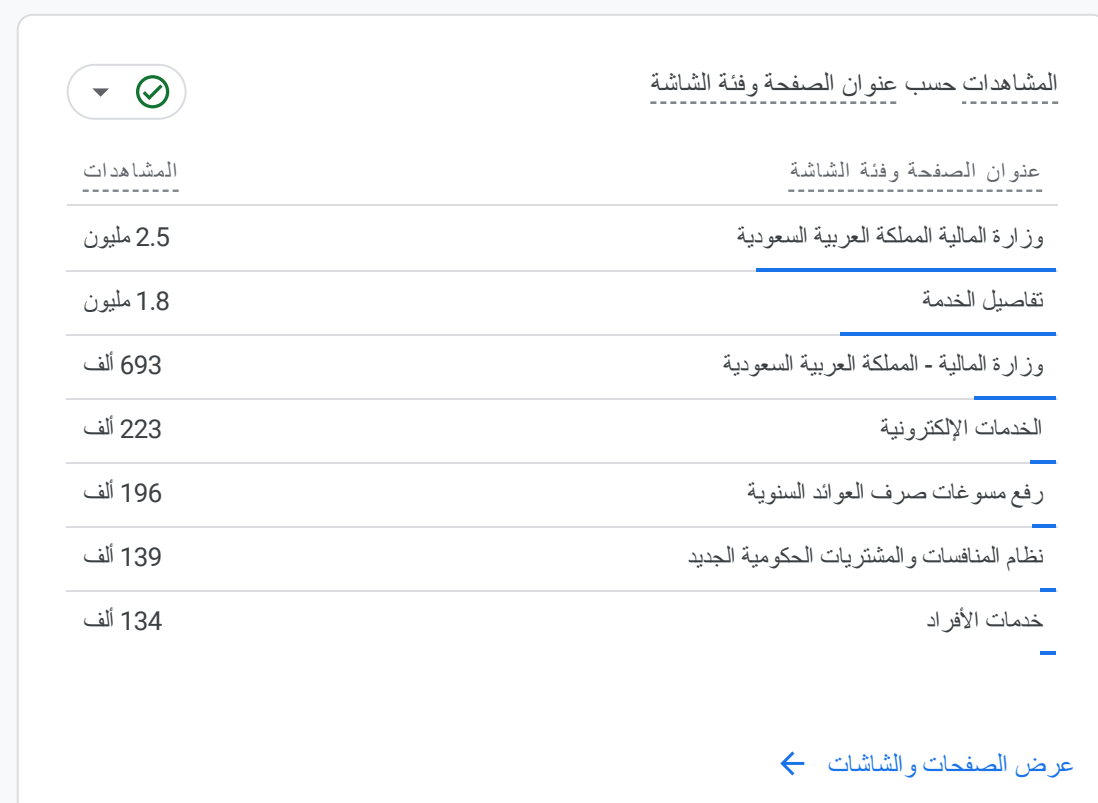 المشاهدات حسب عنوان الصفحة وفئة الشاشة
عنوان الصفحة وفئة الشاشة المشاهدات
وزارة المالية المملكة العربية السعودية 2.5 مليون
تفاصيل الخدمة 1.8 مليون
وزارة المالية - المملكة العربية السعودية 693 ألف
الخدمات الإلكترونية 223 ألف
رفع مسوغات صرف العوائد السنوية 196 ألف
نظام المنافسات والمشتريات الحكومية الجديد 139 ألف
خدمات الأفراد 134 ألف
عرض الصفحات والشاشات